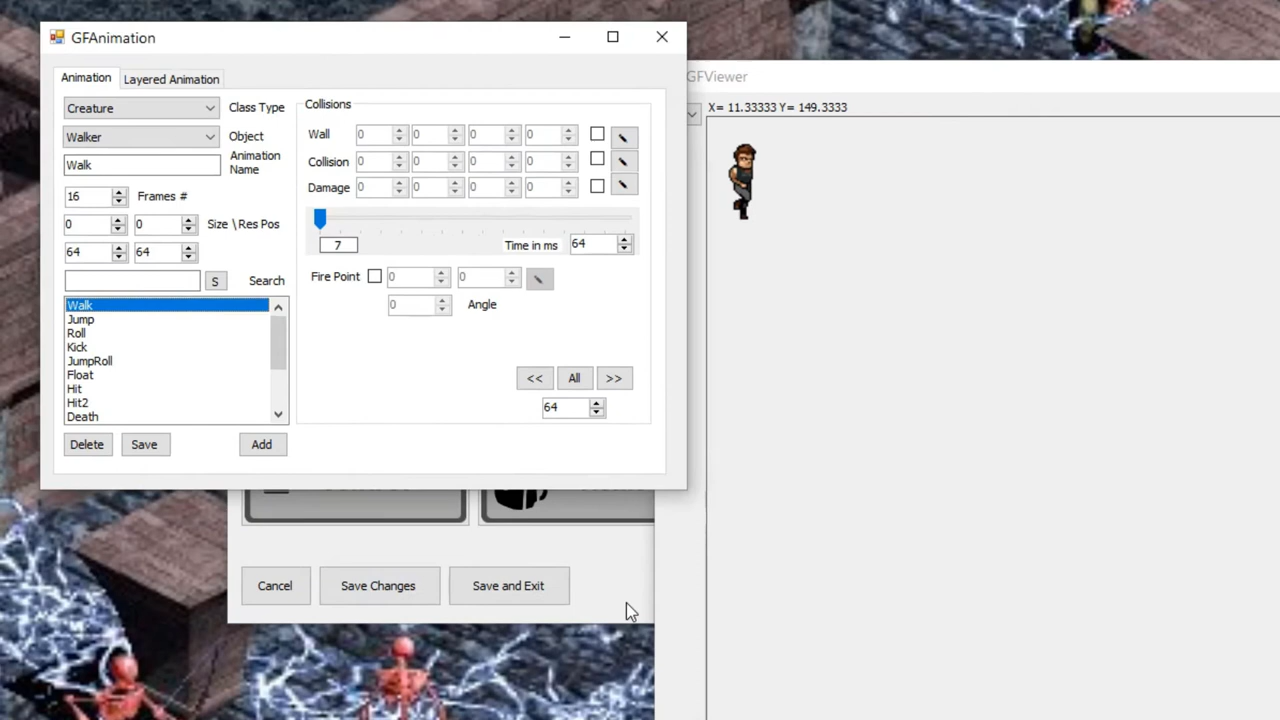 GFAnimation
Animation
Layered Animation
Creature
Class Type
Walker
Object
Walk
Animation
Name
16
Frames #
0
0
Size \Res Pos
64
64
S
Search
Walk
Jump
Roll
Kick
JumpRoll
Float
Hit
Hit2
Death
Delete
Save
Add
Collisions
Wall
0
0
0
0
Collision
0
0
0
0
Damage
0
0
0
0
7
Time in ms
64
Fire Point
0
0
0
Angle
<<
All
>>
64
Cancel
Save Changes
Save and Exit
GFViewer
X= 11.33333 Y= 149.3333